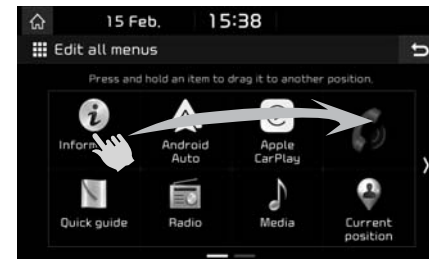 15 Feb. 15:38
Edit all menus
Press and hold an item to drag it to another position.
Inform
Android
Auto
Apple
CarPlay
Quick guide
Radio
Media
Current
position